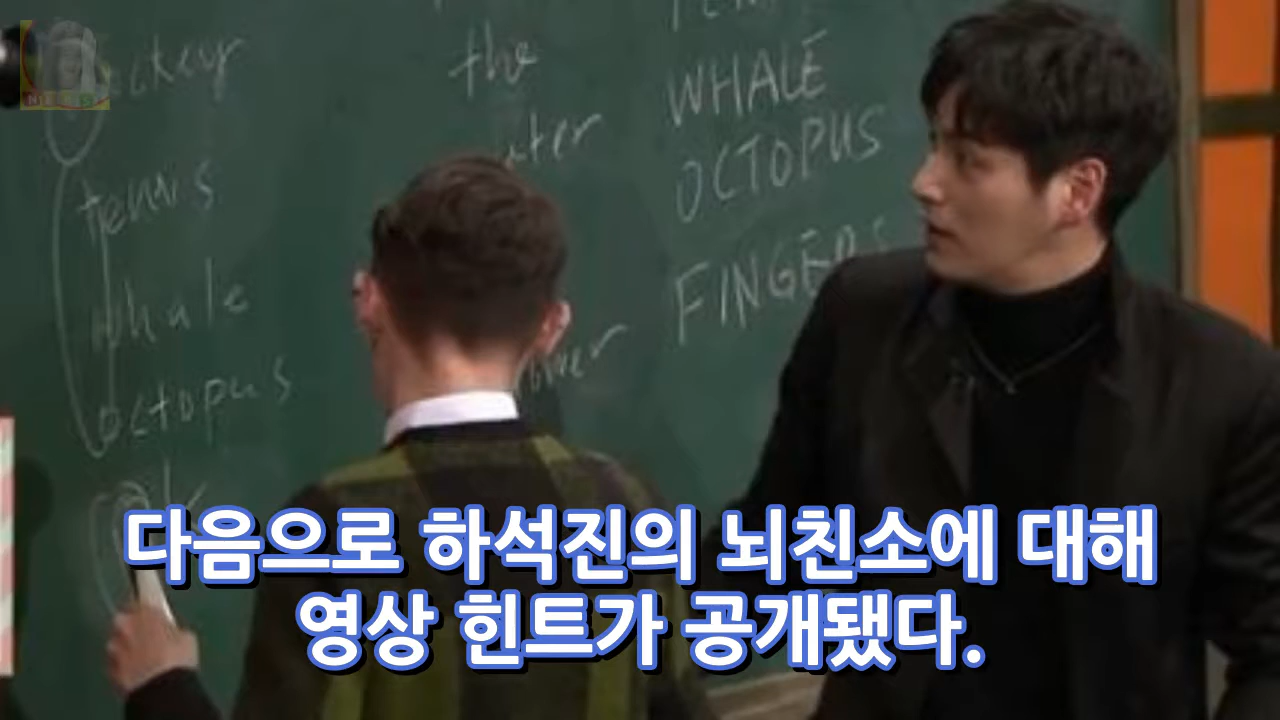 the
WHALE
OCTOPUS
FINGERS
tennis
whale
octopus
다음으로 하석진의 뇌친소에 대해
영상 힌트가 공개됐다.